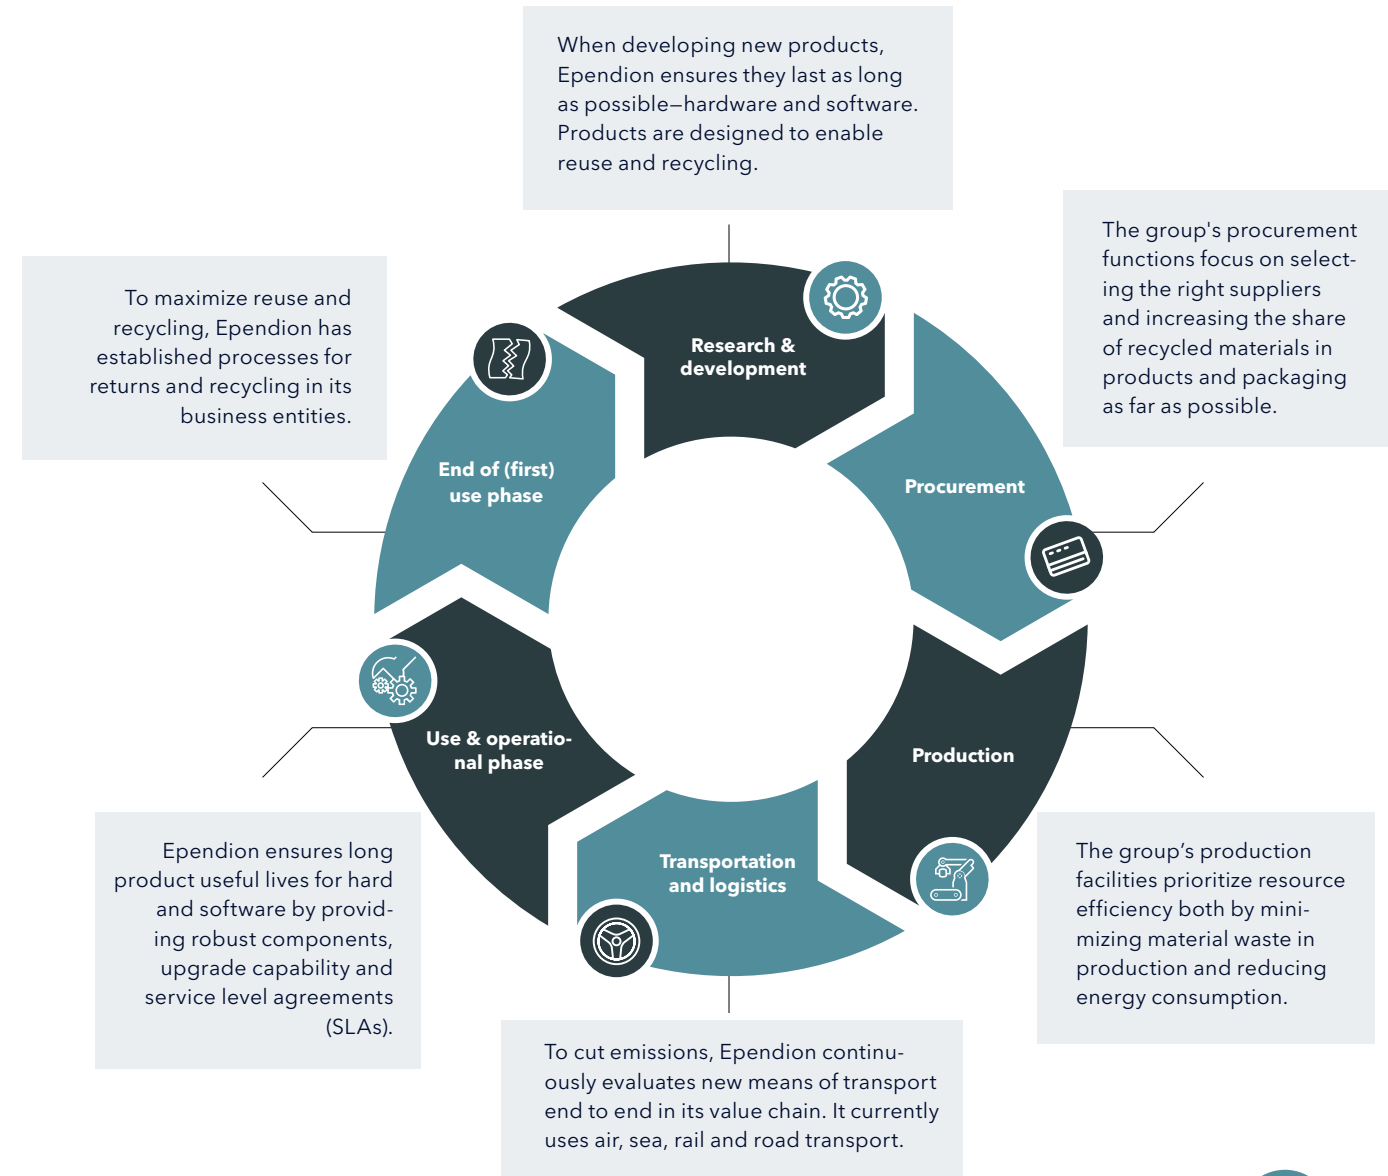 When developing new products,
Ependion ensures they last as long
as possible—hardware and software.
Products are designed to enable
reuse and recycling.
The group's procurement
functions focus on select-
ing the right suppliers
and increasing the share
of recycled materials in
products and packaging
as far as possible.
To maximize reuse and
recycling, Ependion has
established processes for
returns and recycling in its
business entities.
Research &
development
End of (first)
use phase
Procurement
Use & operatio-
nal phase
Production
Transportation
and logistics
Ependion ensures long
product useful lives for hard
and software by provid-
ing robust components,
upgrade capability and
service level agreements
(SLAs).
The group’s production
facilities prioritize resource
efficiency both by mini-
mizing material waste in
production and reducing
energy consumption.
To cut emissions, Ependion continu-
ously evaluates new means of transport
end to end in its value chain. It currently
uses air, sea, rail and road transport.